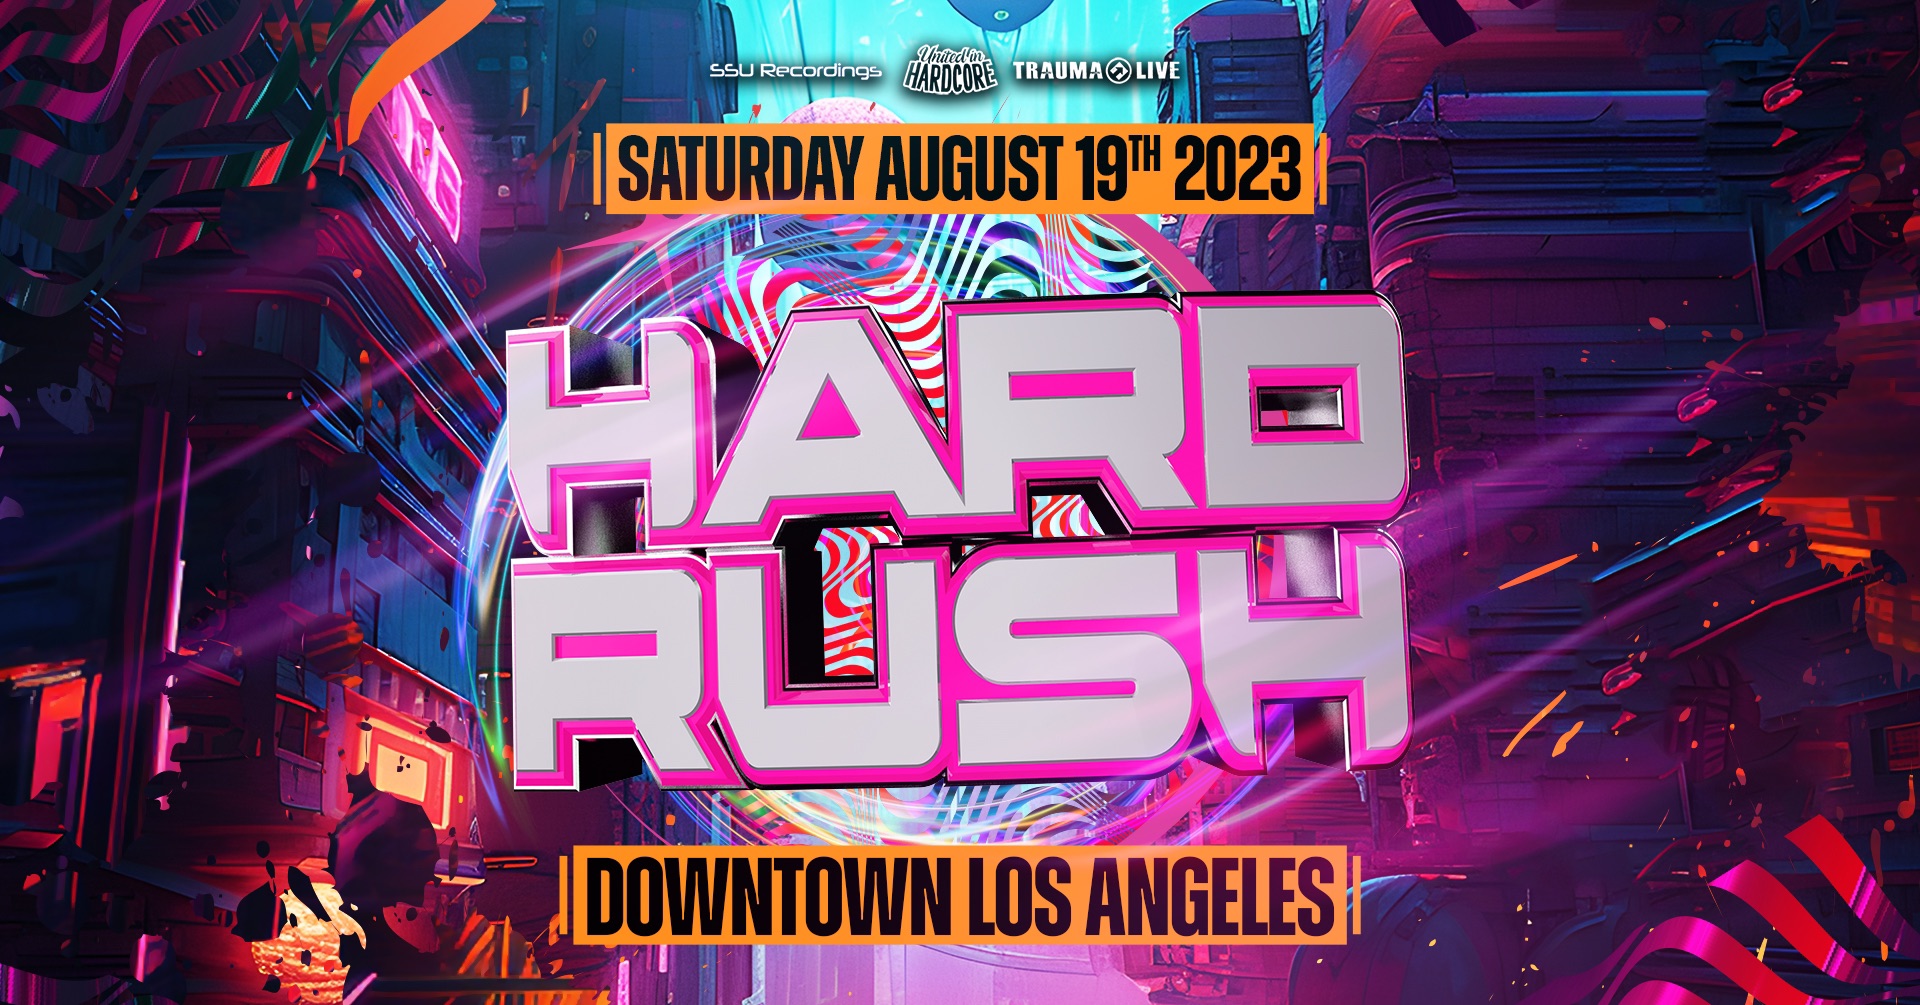 SSU Recordings United in HARDCORE TRAUMA LIVE
SATURDAY AUGUST 19TH 2023
HARD
RUSH
DOWNTOWN LOS ANGELES